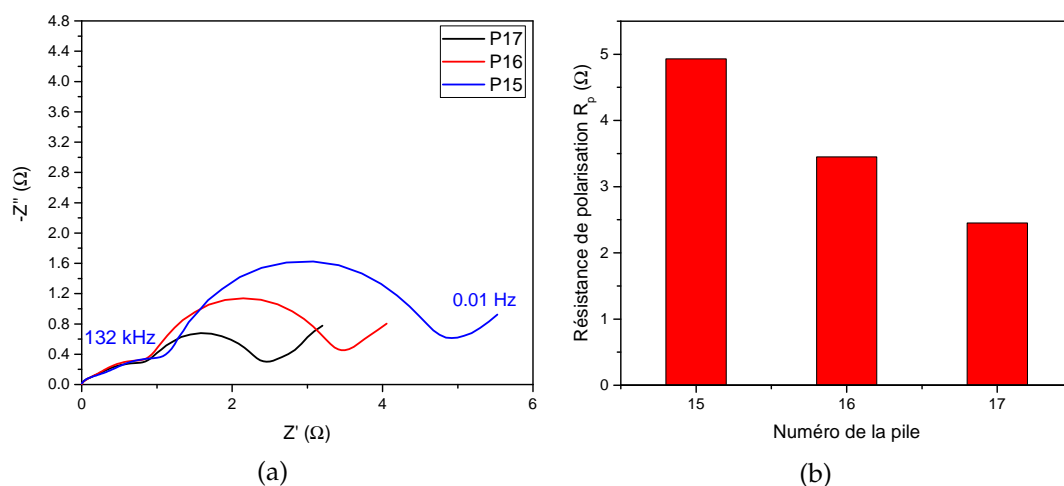 4.8
4.4
4.0
3.6
3.2
2.8
2.4
2.0
1.6
1.2
0.8
0.4
0.0
-Z'' (Ω)
P17
P16
P15
132 kHz
0.01 Hz
0 2 4 6
Z' (Ω)
(a)
Résistance de polarisation R_p (Ω)
5
4
3
2
1
0
15 16 17
Numéro de la pile
(b)